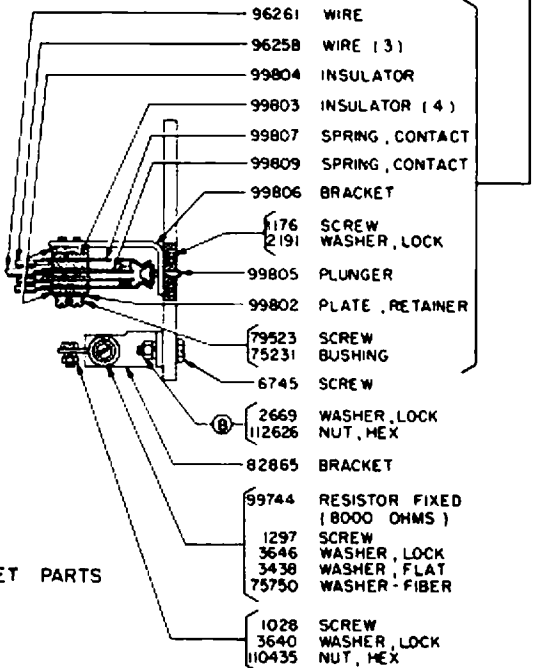 96261 WIRE
96258 WIRE (3)
99804 INSULATOR
99803 INSULATOR (4)
99807 SPRING, CONTACT
99809 SPRING, CONTACT
99806 BRACKET
1176 SCREW
2191 WASHER, LOCK
99805 PLUNGER
99802 PLATE, RETAINER
79523 SCREW
75231 BUSHING
6745 SCREW
B 2669 WASHER, LOCK
112626 NUT, HEX
82865 BRACKET
99744 RESISTOR FIXED
(8000 OHMS)
1297 SCREW
3646 WASHER, LOCK
3438 WASHER, FLAT
75750 WASHER-FIBER
ET PARTS
1028 SCREW
3640 WASHER, LOCK
110435 NUT, HEX